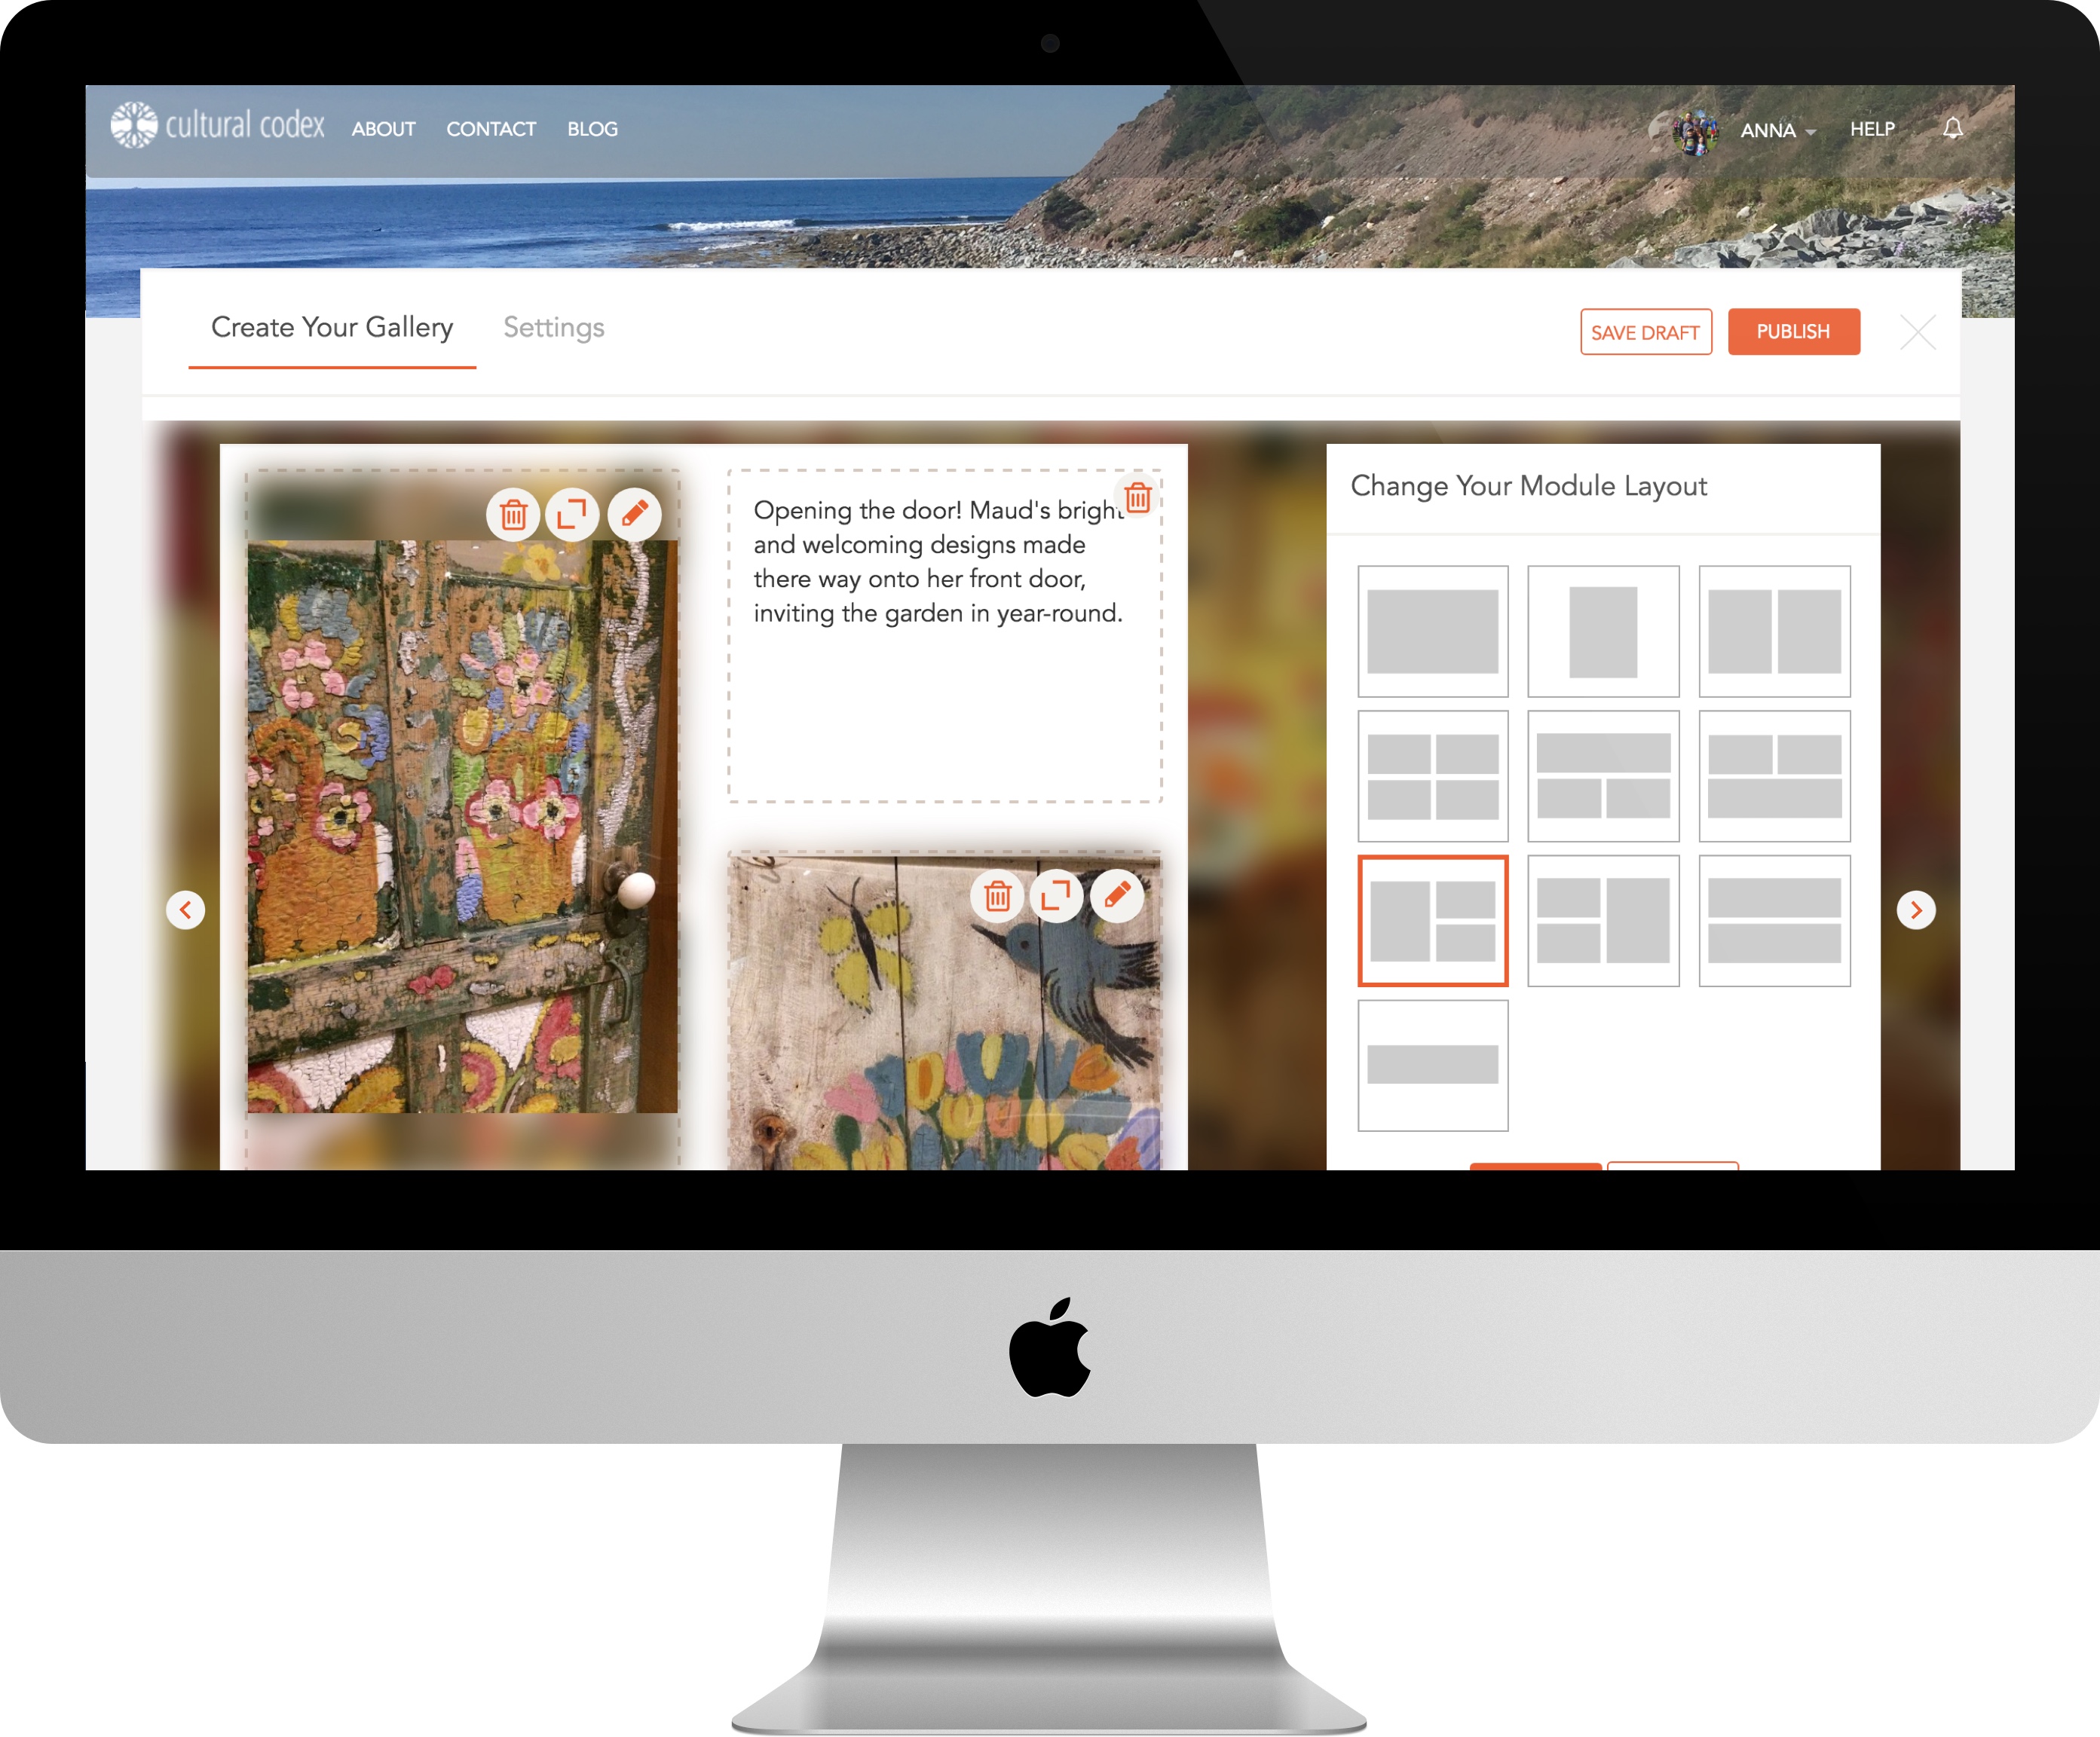 cultural codex ABOUT CONTACT BLOG ANNA HELP
Create Your Gallery Settings SAVE DRAFT PUBLISH
Opening the door! Maud's bright
and welcoming designs made
there way onto her front door,
inviting the garden in year-round.
Change Your Module Layout